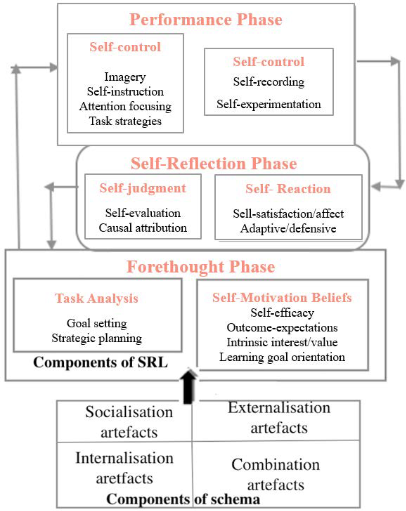 Performance Phase
Self-control
Imagery
Self-instruction
Attention focusing
Task strategies
Self-control
Self-recording
Self-experimentation
Self-Reflection Phase
Self-judgment
Self-evaluation
Causal attribution
Self- Reaction
Sell-satisfaction/affect
Adaptive/defensive
Forethought Phase
Task Analysis
Goal setting
Strategic planning
Self-Motivation Beliefs
Self-efficacy
Outcome-expectations
Intrinsic interest/value
Learning goal orientation
Components of SRL
Socialisation
artefacts
Externalisation
artefacts
Internalisation
aretfacts
Combination
artefacts
Components of schema